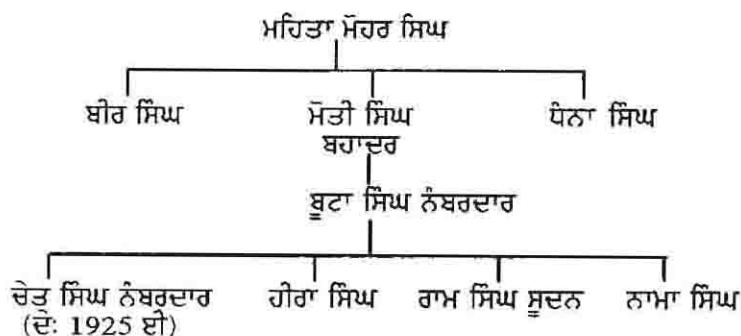 ਮਹਿਤਾ ਮੋਹਰ ਸਿਘ
ਬੀਰ ਸਿੰਘ ਮੋਤੀ ਸਿੰਘ ਧੰਨਾ ਸਿੰਘ
ਬਹਾਦਰ
ਬੂਟਾ ਸਿੰਘ ਨੰਬਰਦਾਰ
ਚੇਤ ਸਿੰਘ ਨੰਬਰਦਾਰ ਹੀਰਾ ਸਿੰਘ ਰਾਮ ਸਿੰਘ ਸੂਦਨ ਨਾਮਾ ਸਿੰਘ
(ਦੇ: 1925 ਈ)